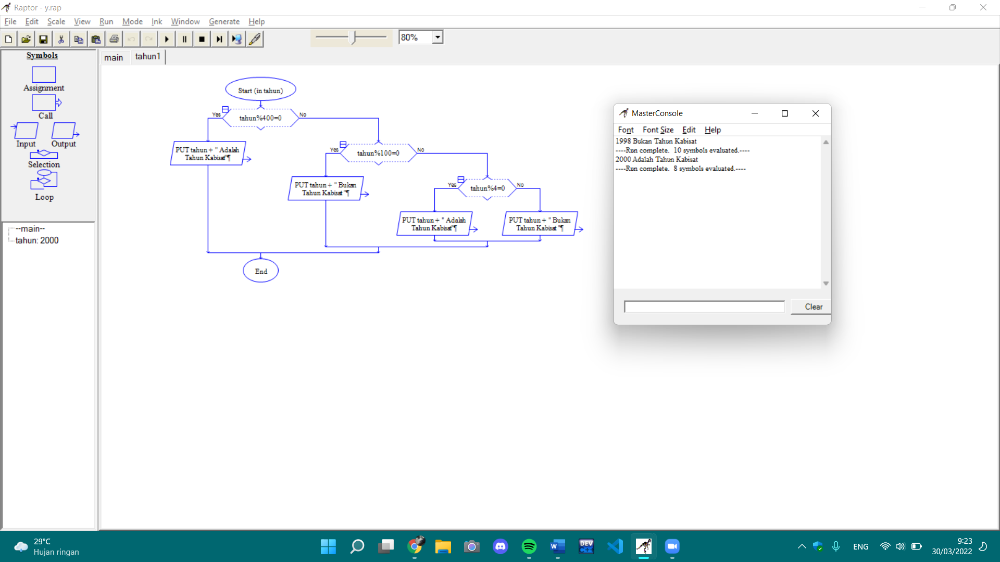 Raptor - y.rap
File Edit Scale View Run Mode Ink Window Generate Help
80%
Symbols
Assignment
Call
Input Output
Selection
Loop
--main--
tahun: 2000
main tahun1
Start (in tahun)
Yes tahun%400=0 No
PUT tahun + " Adalah
Tahun Kabisat"¶
Yes tahun%100=0 No
PUT tahun + " Bukan
Tahun Kabisat "¶
Yes tahun%4=0 No
PUT tahun + " Adalah
Tahun Kabisat"¶
PUT tahun + " Bukan
Tahun Kabisat "¶
End
MasterConsole
Font Font Size Edit Help
1998 Bukan Tahun Kabisat
----Run complete.  10 symbols evaluated.----
2000 Adalah Tahun Kabisat
----Run complete.  8 symbols evaluated.----
Clear
29°C
Hujan ringan
W
DEV
C++
ENG
9:23
30/03/2022